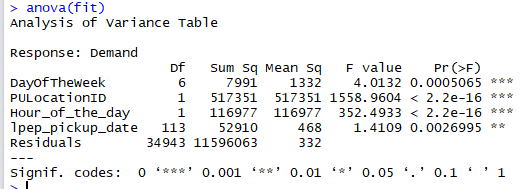 > anova(fit)
Analysis of Variance Table

Response: Demand
                    Df   Sum Sq Mean Sq   F value    Pr(>F)    
DayOfTheWeek         6     7991    1332    4.0132 0.0005065 ***
PULocationID         1   517351  517351 1558.9604 < 2.2e-16 ***
Hour_of_the_day      1   116977  116977  352.4933 < 2.2e-16 ***
lpep_pickup_date   113    52910     468    1.4109 0.0026995 ** 
Residuals        34943 11596063     332
---
Signif. codes:  0 ‘***’ 0.001 ‘**’ 0.01 ‘*’ 0.05 ‘.’ 0.1 ‘ ’ 1
>